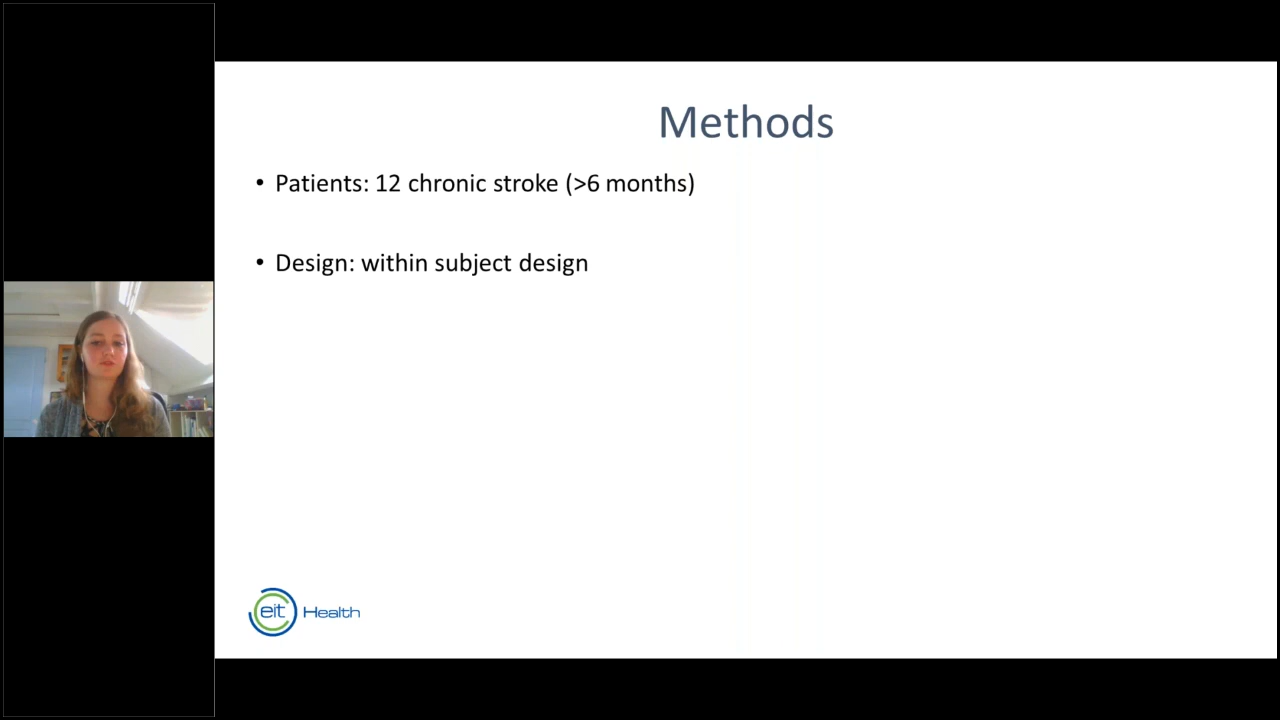 Methods
• Patients: 12 chronic stroke (>6 months)
• Design: within subject design
eit Health